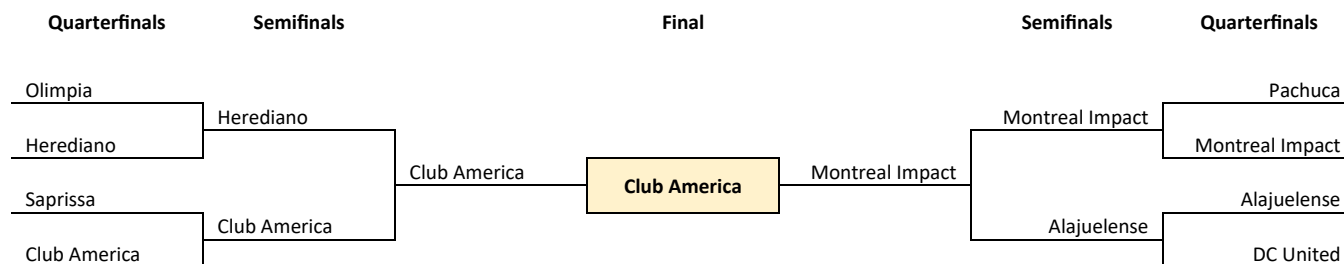 Quarterfinals Semifinals Final Semifinals Quarterfinals
Olimpia Pachuca
Herediano Montreal Impact
Herediano Montreal Impact
Club America Club America Montreal Impact
Saprissa Alajuelense
Club America Alajuelense
Club America DC United